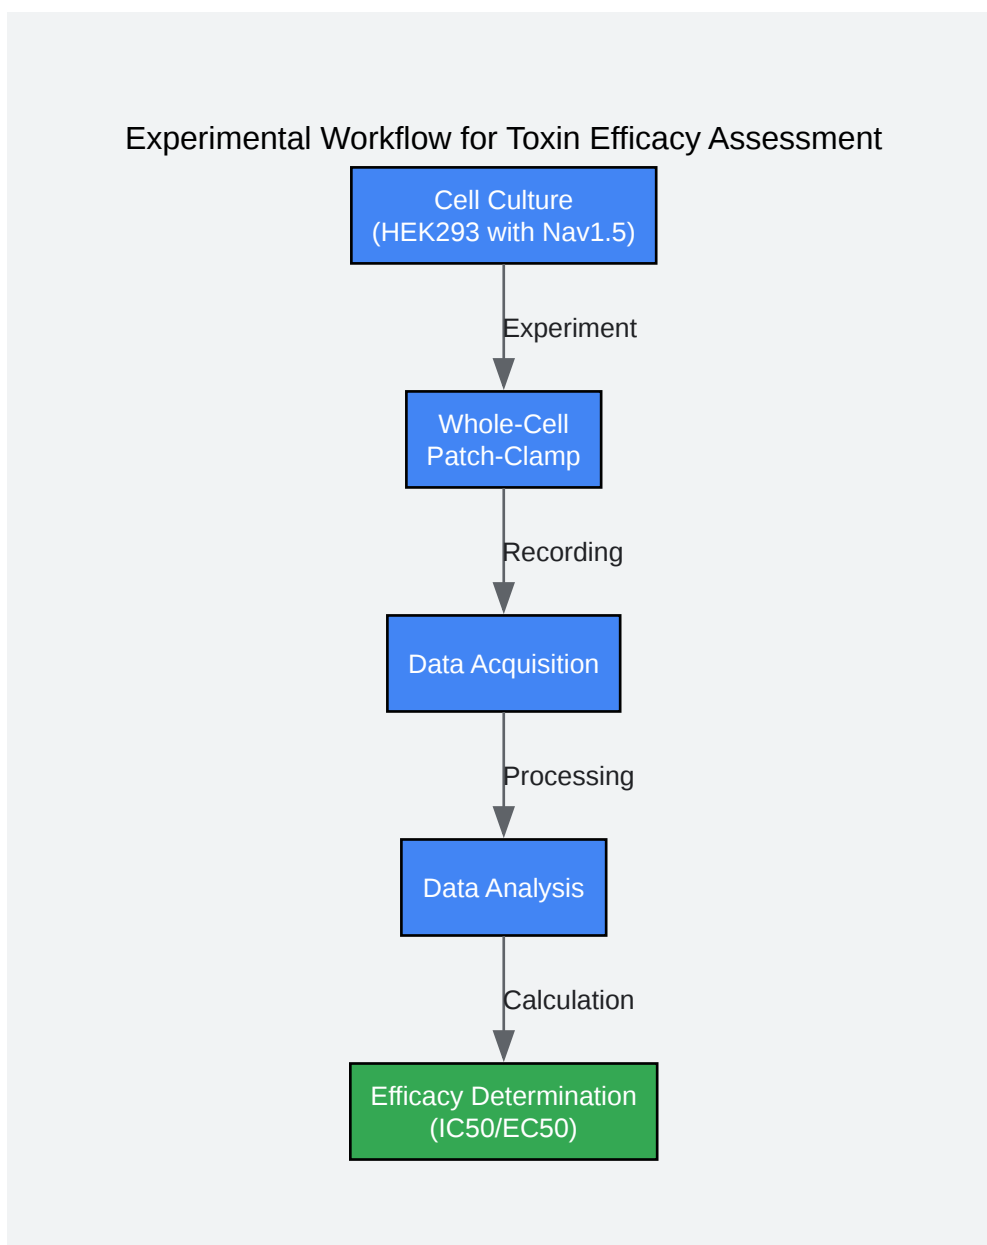 Experimental Workflow for Toxin Efficacy Assessment
Cell Culture
(HEK293 with Nav1.5)
Experiment
Whole-Cell
Patch-Clamp
Recording
Data Acquisition
Processing
Data Analysis
Calculation
Efficacy Determination
(IC50/EC50)